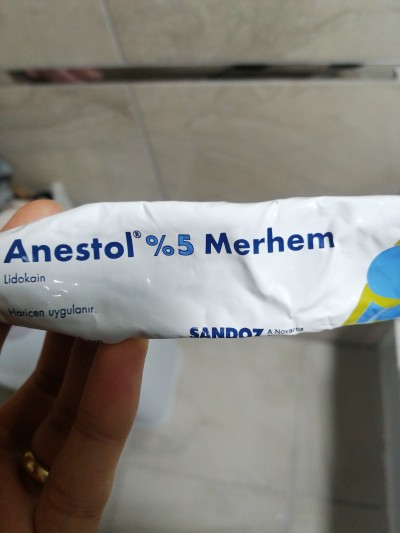 Anestol® %5 Merhem
Lidokain
Haricen uygulanır.
SANDOZ A Novartis